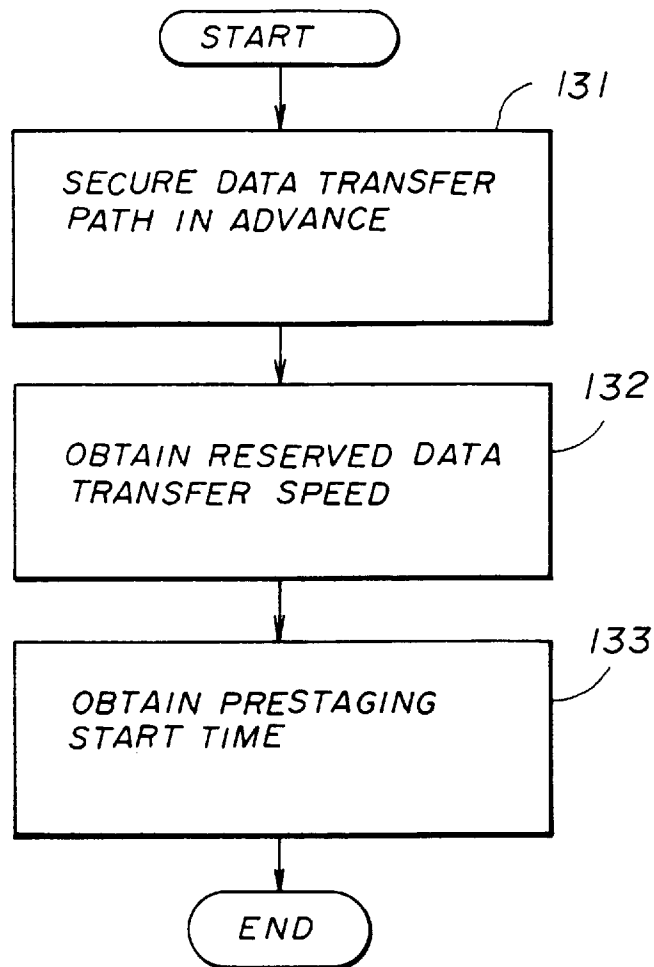 START
131
SECURE DATA TRANSFER
PATH IN ADVANCE
132
OBTAIN RESERVED DATA
TRANSFER SPEED
133
OBTAIN PRESTAGING
START TIME
END